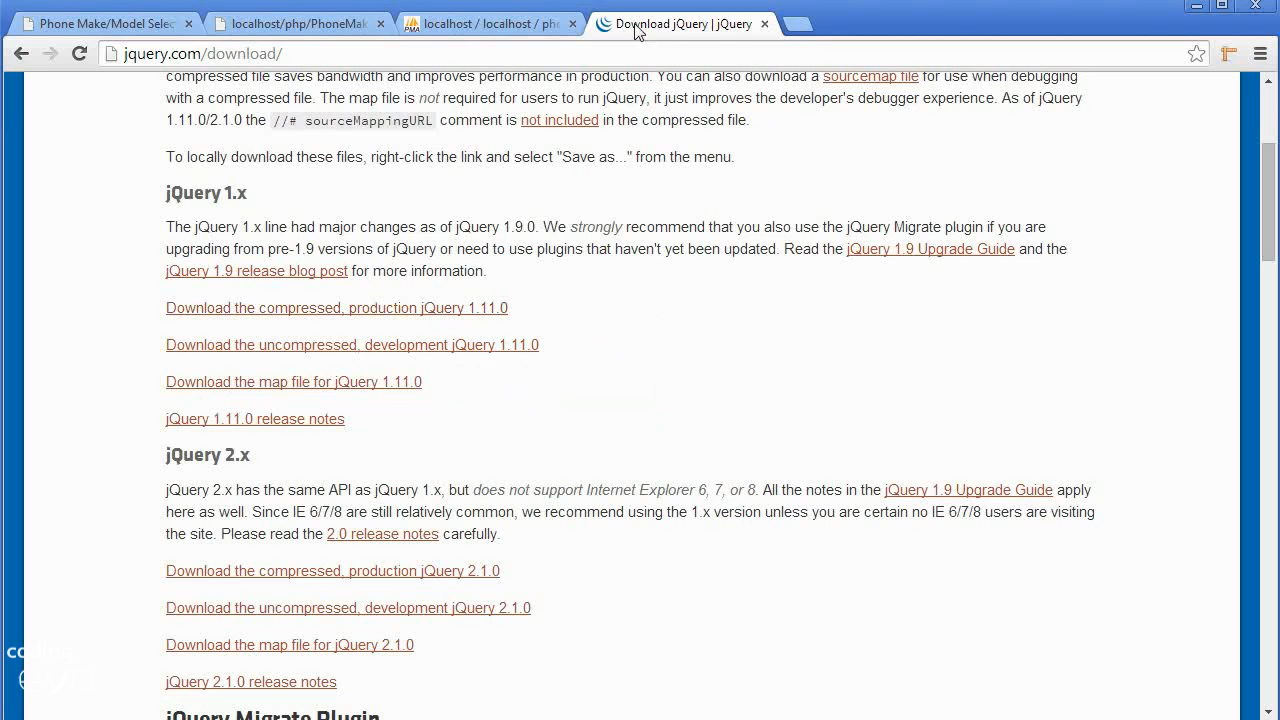 Phone Make/Model Selec
localhost/php/PhoneMak
localhost / localhost / pho
Download jQuery | jQuery
jquery.com/download/
compressed file saves bandwidth and improves performance in production. You can also download a sourcemap file for use when debugging
with a compressed file. The map file is not required for users to run jQuery, it just improves the developer's debugger experience. As of jQuery
1.11.0/2.1.0 the //# sourceMappingURL comment is not included in the compressed file.
To locally download these files, right-click the link and select "Save as..." from the menu.
jQuery 1.x
The jQuery 1.x line had major changes as of jQuery 1.9.0. We strongly recommend that you also use the jQuery Migrate plugin if you are
upgrading from pre-1.9 versions of jQuery or need to use plugins that haven't yet been updated. Read the jQuery 1.9 Upgrade Guide and the
jQuery 1.9 release blog post for more information.
Download the compressed, production jQuery 1.11.0
Download the uncompressed, development jQuery 1.11.0
Download the map file for jQuery 1.11.0
jQuery 1.11.0 release notes
jQuery 2.x
jQuery 2.x has the same API as jQuery 1.x, but does not support Internet Explorer 6, 7, or 8. All the notes in the jQuery 1.9 Upgrade Guide apply
here as well. Since IE 6/7/8 are still relatively common, we recommend using the 1.x version unless you are certain no IE 6/7/8 users are visiting
the site. Please read the 2.0 release notes carefully.
Download the compressed, production jQuery 2.1.0
Download the uncompressed, development jQuery 2.1.0
Download the map file for jQuery 2.1.0
coding
jQuery 2.1.0 release notes
jQuery Migrate Plugin